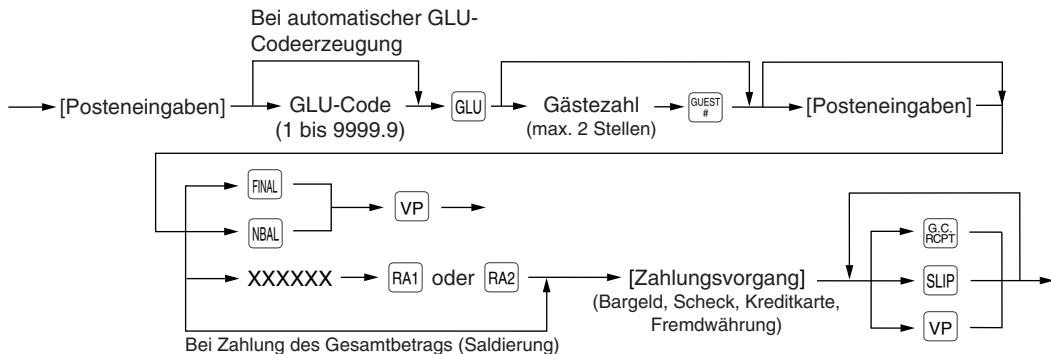 Bei automatischer GLU-
Codeerzeugung
[Posteneingaben] GLU-Code GLU Gästezahl GUEST # [Posteneingaben]
(1 bis 9999.9) (max. 2 Stellen)
FINAL
VP
NBAL
G.C. RCPT
XXXXXX RA1 oder RA2 [Zahlungsvorgang] SLIP
(Bargeld, Scheck, Kreditkarte,
Fremdwährung) VP
Bei Zahlung des Gesamtbetrags (Saldierung)